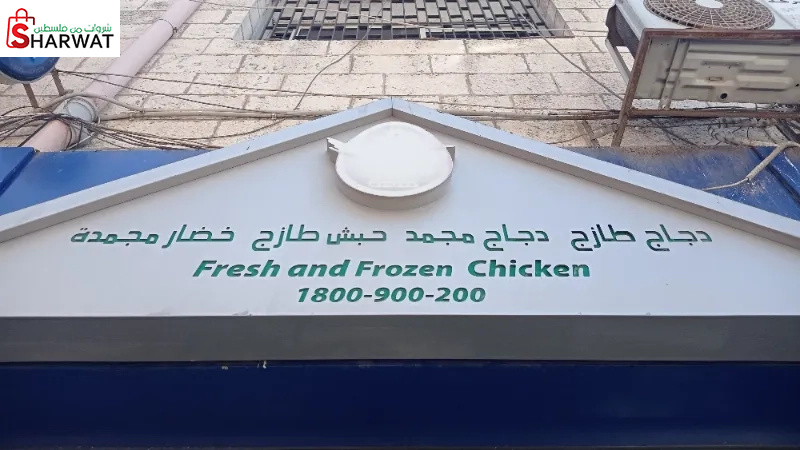 شروات من فلسطين
SHARWAT
دجاج طازج دجاج مجمد حبش طازج خضار مجمدة
Fresh and Frozen Chicken
1800-900-200